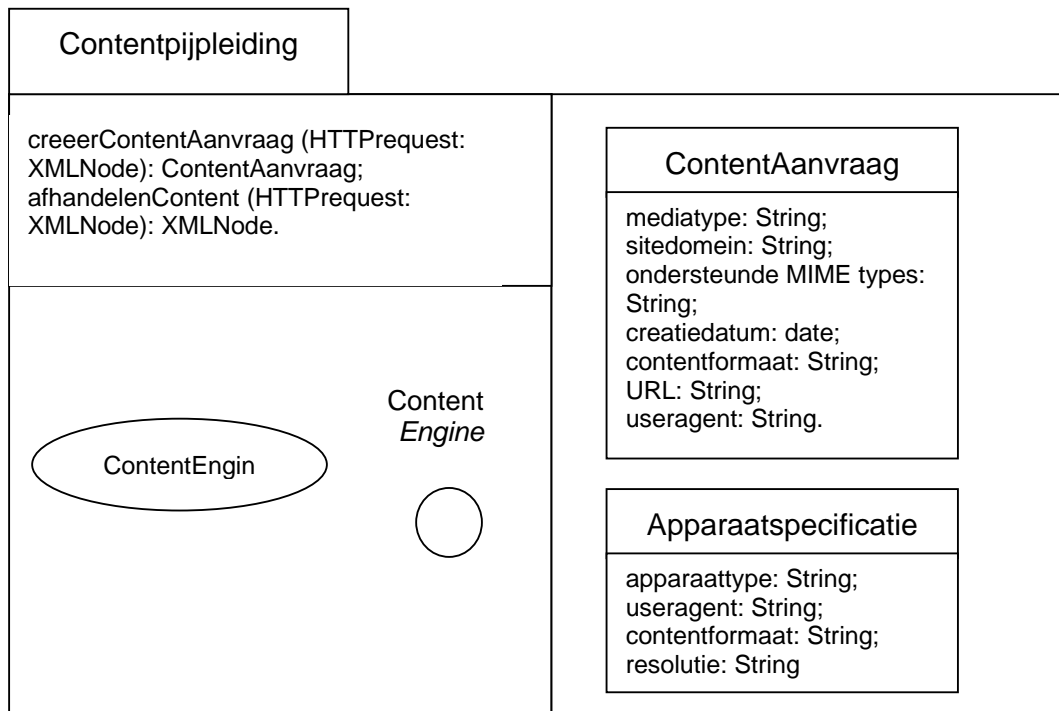 Contentpijpleiding
creeerContentAanvraag (HTTPrequest:
XMLNode): ContentAanvraag;
afhandelenContent (HTTPrequest:
XMLNode): XMLNode.
Content
Engine
ContentEngin
ContentAanvraag
mediatype: String;
sitedomein: String;
ondersteunde MIME types:
String;
creatiedatum: date;
contentformaat: String;
URL: String;
useragent: String.
Apparaatspecificatie
apparaattype: String;
useragent: String;
contentformaat: String;
resolutie: String